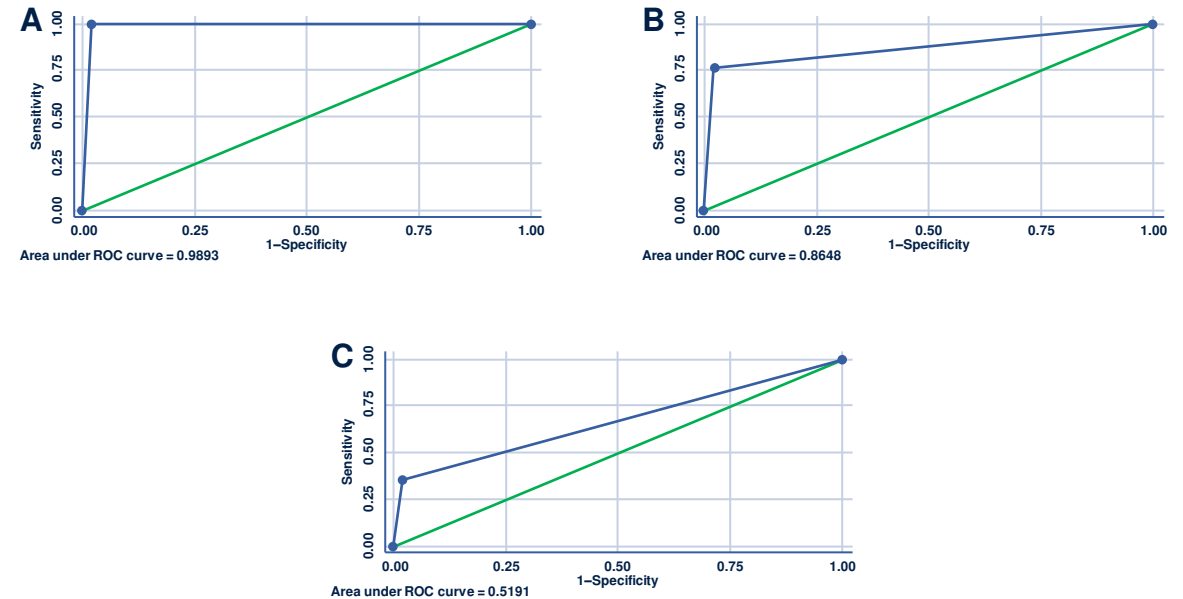 A
Sensitivity
1.00
0.75
0.50
0.25
0.00
0.00 0.25 0.50 0.75 1.00
1–Specificity
Area under ROC curve = 0.9893
B
Sensitivity
1.00
0.75
0.50
0.25
0.00
0.00 0.25 0.50 0.75 1.00
1–Specificity
Area under ROC curve = 0.8648
C
Sensitivity
1.00
0.75
0.50
0.25
0.00
0.00 0.25 0.50 0.75 1.00
1–Specificity
Area under ROC curve = 0.5191